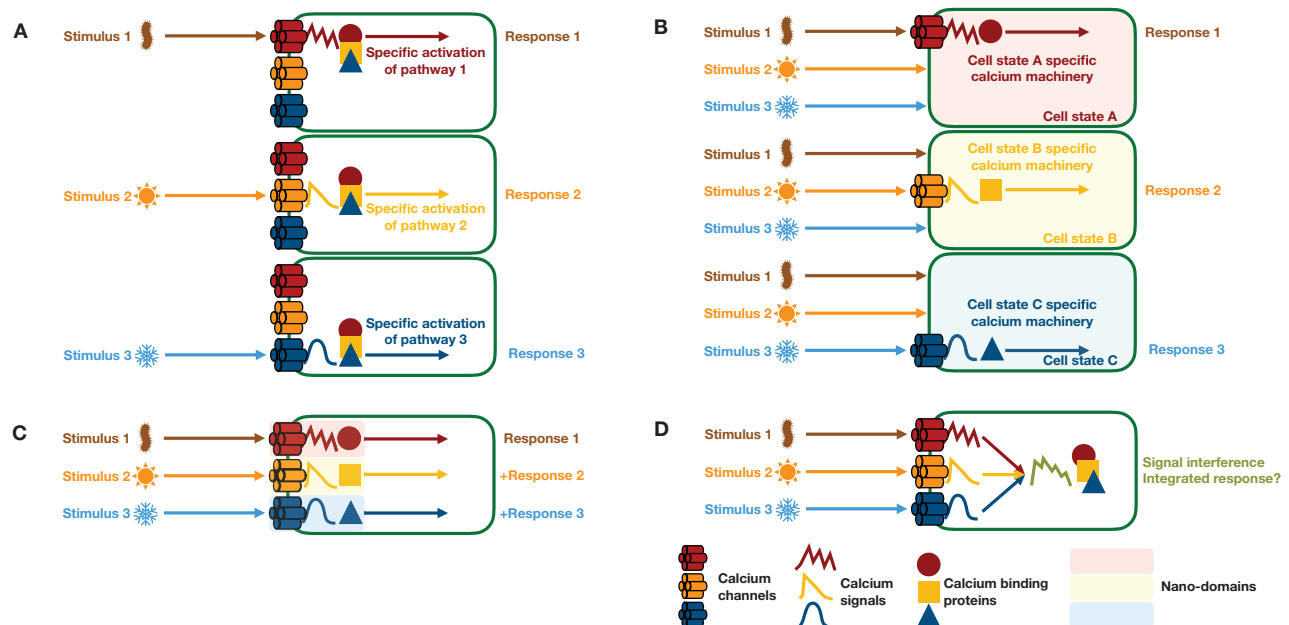 A
Stimulus 1
Specific activation
of pathway 1
Response 1
Stimulus 2
Specific activation
of pathway 2
Response 2
Stimulus 3
Specific activation
of pathway 3
Response 3
B
Stimulus 1
Stimulus 2
Stimulus 3
Cell state A specific
calcium machinery
Cell state A
Response 1
Stimulus 1
Stimulus 2
Stimulus 3
Cell state B specific
calcium machinery
Cell state B
Response 2
Stimulus 1
Stimulus 2
Stimulus 3
Cell state C specific
calcium machinery
Cell state C
Response 3
C
Stimulus 1
Stimulus 2
Stimulus 3
Response 1
+Response 2
+Response 3
D
Stimulus 1
Stimulus 2
Stimulus 3
Signal interference
Integrated response?
Calcium
channels
Calcium
signals
Calcium binding
proteins
Nano-domains